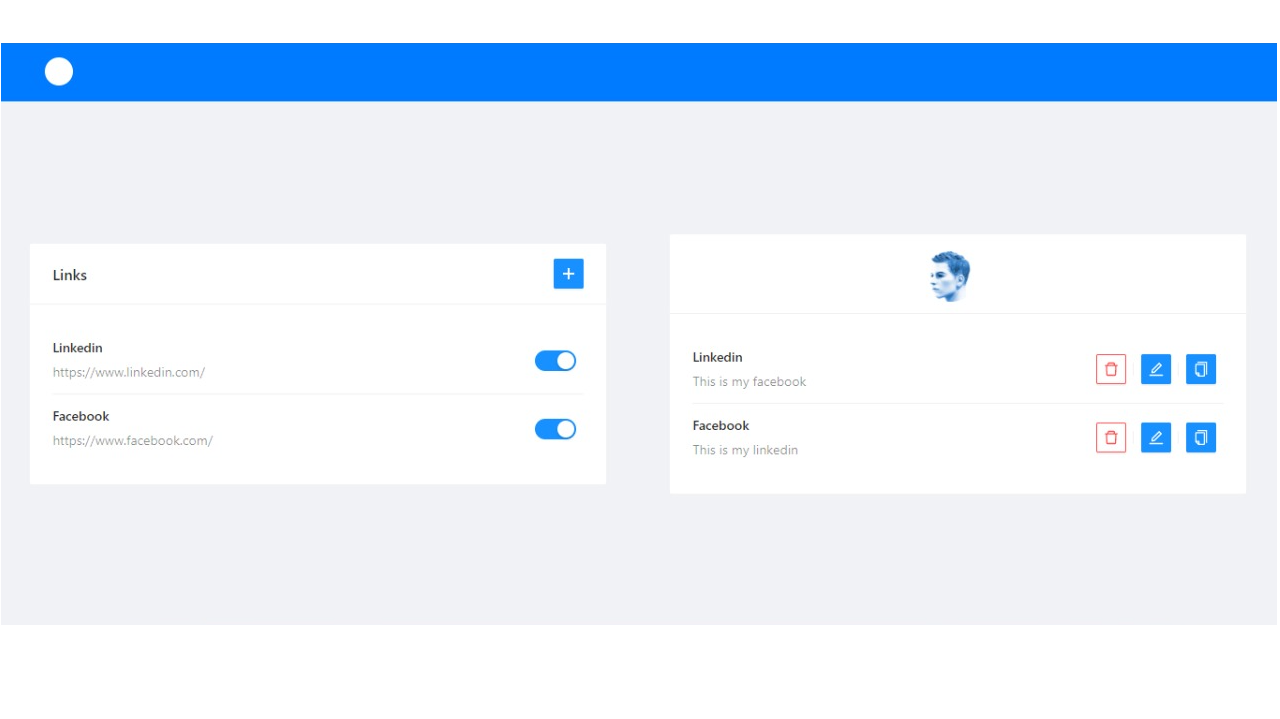 Links
Linkedin
https://www.linkedin.com/
Facebook
https://www.facebook.com/
Linkedin
This is my facebook
Facebook
This is my linkedin